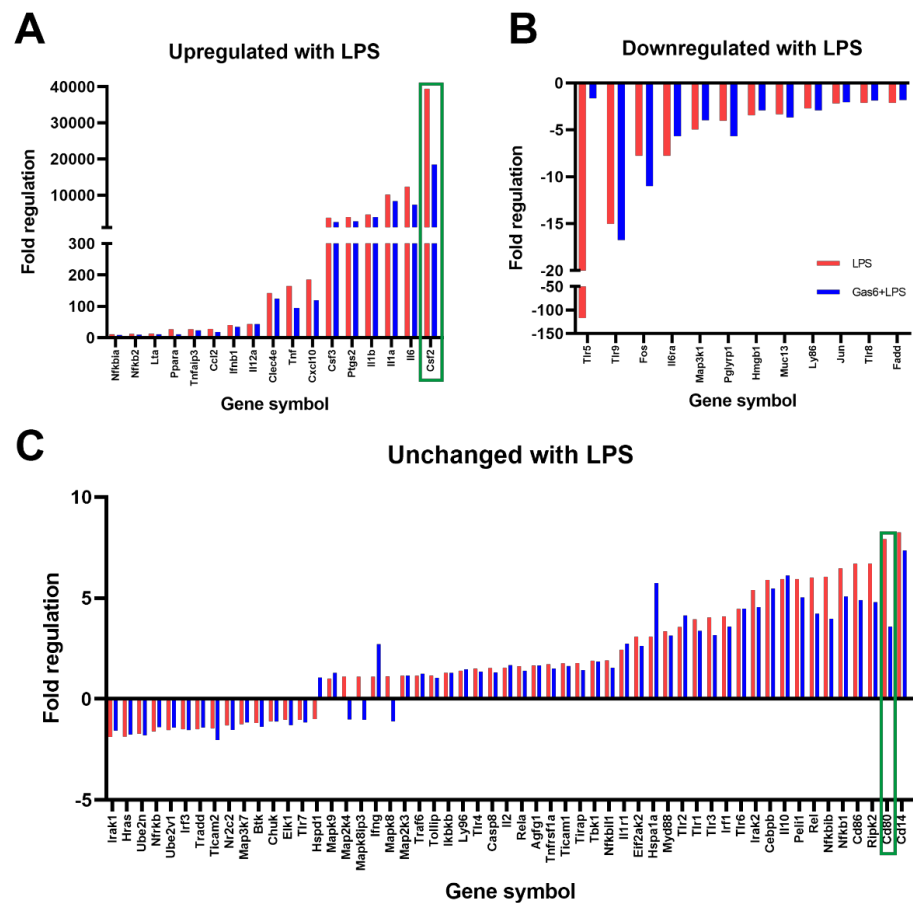 A
Upregulated with LPS
Fold regulation
40000
30000
20000
10000
300
200
100
0
Nfkbia
Nfkb2
Lta
Ppara
Tnfaip3
Ccl2
Ifnb1
Il12a
Clec4e
Tnf
Cxcl10
Csf3
Ptgs2
Il1b
Il1a
Il6
Csf2
Gene symbol
B
Downregulated with LPS
Fold regulation
0
-5
-10
-15
-20
-50
-100
-150
LPS
Gas6+LPS
Tlr5
Tlr9
Fos
Il6ra
Map3k1
Pglyrp1
Hmgb1
Muc13
Ly86
Jun
Tlr8
Fadd
Gene symbol
C
Unchanged with LPS
Fold regulation
10
5
0
-5
Irak1
Hras
Ube2n
Nfrkb
Ube2v1
Irf3
Tradd
Ticam2
Nr2c2
Map3k7
Btk
Chuk
Elk1
Tlr7
Hspd1
Mapk9
Map2k4
Mapk8ip3
Ifng
Mapk8
Map2k3
Traf6
Tollip
Ikbkb
Ly96
Tlr4
Casp8
Il2
Rela
Agfg1
Tnfrsf1a
Ticam1
Tirap
Tbk1
Nfkbil1
Il1r1
Eif2ak2
Hspa1a
Myd88
Tlr2
Tlr1
Tlr3
Irf1
Tlr6
Irak2
Cebpb
Il10
Peli1
Rel
Nfkbib
Nfkb1
Cd86
Ripk2
Cd80
Cd14
Gene symbol